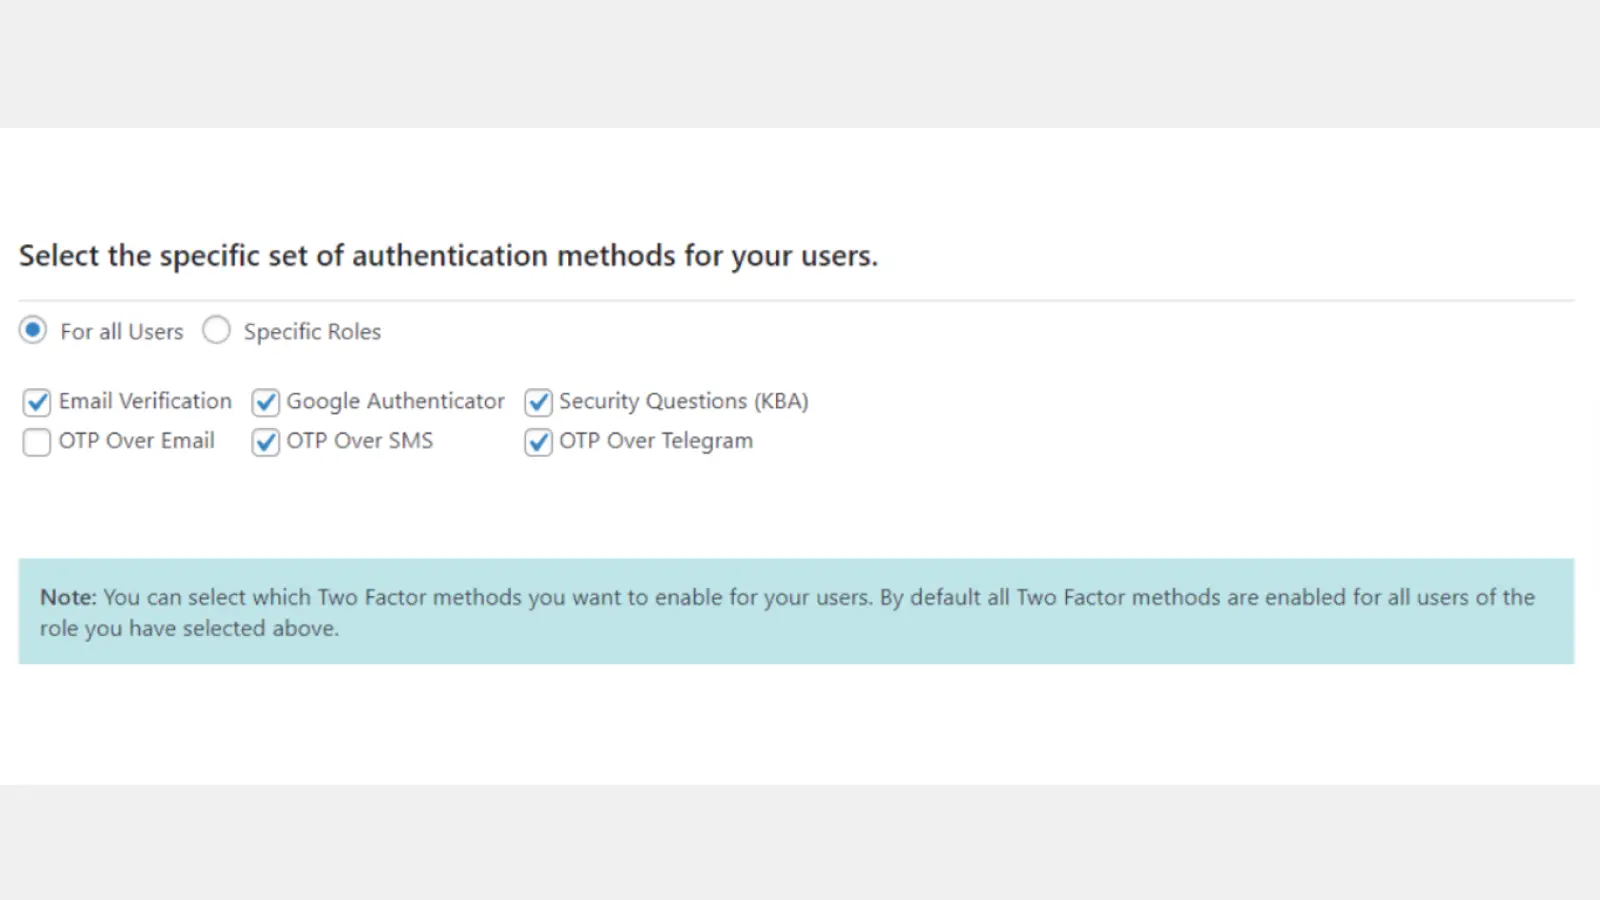 Select the specific set of authentication methods for your users.
For all Users Specific Roles
Email Verification Google Authenticator Security Questions (KBA)
OTP Over Email OTP Over SMS OTP Over Telegram
Note: You can select which Two Factor methods you want to enable for your users. By default all Two Factor methods are enabled for all users of the
role you have selected above.